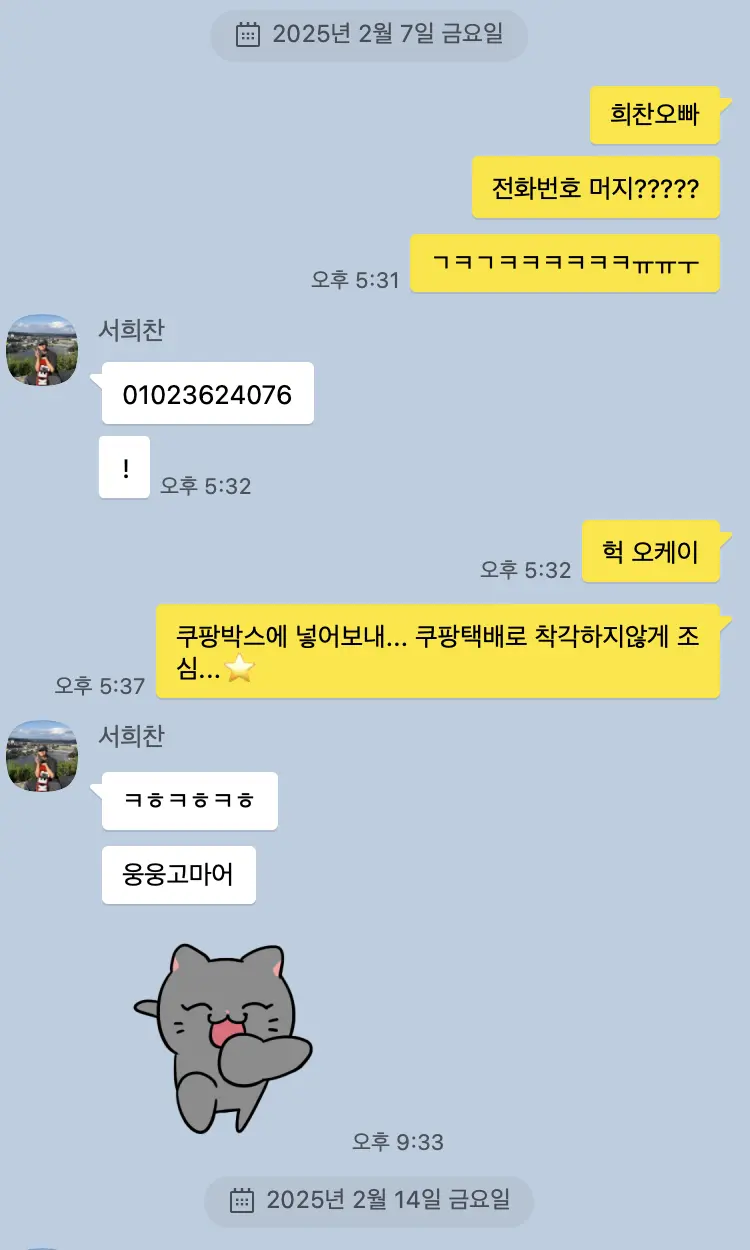 2025년 2월 7일 금요일
희찬오빠
전화번호 머지?????
ㄱㅋㄱㅋㅋㅋㅋㅋㅋㅠㅠㅜ
오후 5:31
서희찬
01023624076
!
오후 5:32
헉 오케이
오후 5:32
쿠팡박스에 넣어보내... 쿠팡택배로 착각하지않게 조
심...⭐
오후 5:37
서희찬
ㅋㅎㅋㅎㅋㅎ
웅웅고마어
오후 9:33
2025년 2월 14일 금요일